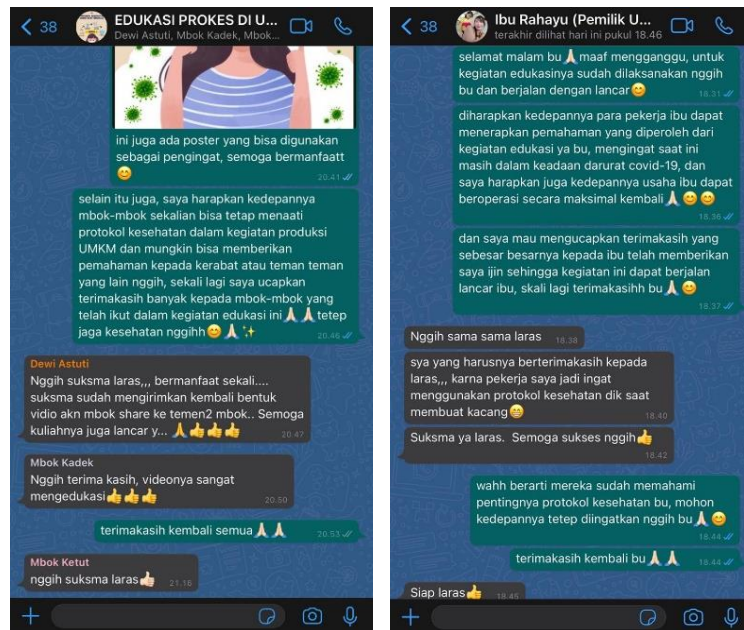 38
EDUKASI PROKES DI U...
Dewi Astuti, Mbok Kadek, Mbok...
ini juga ada poster yang bisa digunakan
sebagai pengingat, semoga bermanfaatt
😊
20.41
selain itu juga, saya harapkan kedepannya
mbok-mbok sekalian bisa tetap menaati
protokol kesehatan dalam kegiatan produksi
UMKM dan mungkin bisa memberikan
pemahaman kepada kerabat atau teman teman
yang lain nggih, sekali lagi saya ucapkan
terimakasih banyak kepada mbok-mbok yang
telah ikut dalam kegiatan edukasi ini🙏🏻🙏🏻 tetep
jaga kesehatan nggihh😊🙏🏻✨
20.46
Dewi Astuti
Nggih suksma laras,,, bermanfaat sekali....
suksma sudah mengirimkan kembali bentuk
vidio akn mbok share ke temen2 mbok.. Semoga
kuliahnya juga lancar y... 🙏👍👍👍
20.47
Mbok Kadek
Nggih terima kasih, videonya sangat
mengedukasi👍👍👍
20.50
terimakasih kembali semua🙏🏻🙏🏻
20.53
Mbok Ketut
nggih suksma laras👍🏻
21.18
38
Ibu Rahayu (Pemilik U...
terakhir dilihat hari ini pukul 18.46
selamat malam bu🙏🏻maaf mengganggu, untuk
kegiatan edukasinya sudah dilaksanakan nggih
bu dan berjalan dengan lancar😊
18.31
diharapkan kedepannya para pekerja ibu dapat
menerapkan pemahaman yang diperoleh dari
kegiatan edukasi ya bu, mengingat saat ini
masih dalam keadaan darurat covid-19, dan
saya harapkan juga kedepannya usaha ibu dapat
beroperasi secara maksimal kembali🙏🏻😊😊
18.36
dan saya mau mengucapkan terimakasih yang
sebesar besarnya kepada ibu telah memberikan
saya ijin sehingga kegiatan ini dapat berjalan
lancar ibu, skali lagi terimakasihh bu🙏🏻😊
18.37
Nggih sama sama laras
18.38
sya yang harusnya berterimakasih kepada
laras,,, karna pekerja saya jadi ingat
menggunakan protokol kesehatan dik saat
membuat kacang😁
18.40
Suksma ya laras. Semoga sukses nggih👍
18.42
wahh berarti mereka sudah memahami
pentingnya protokol kesehatan bu, mohon
kedepannya tetep diingatkan nggih bu🙏🏻😊
18.44
terimakasih kembali bu🙏🏻🙏🏻
18.44
Siap laras👍
18.45